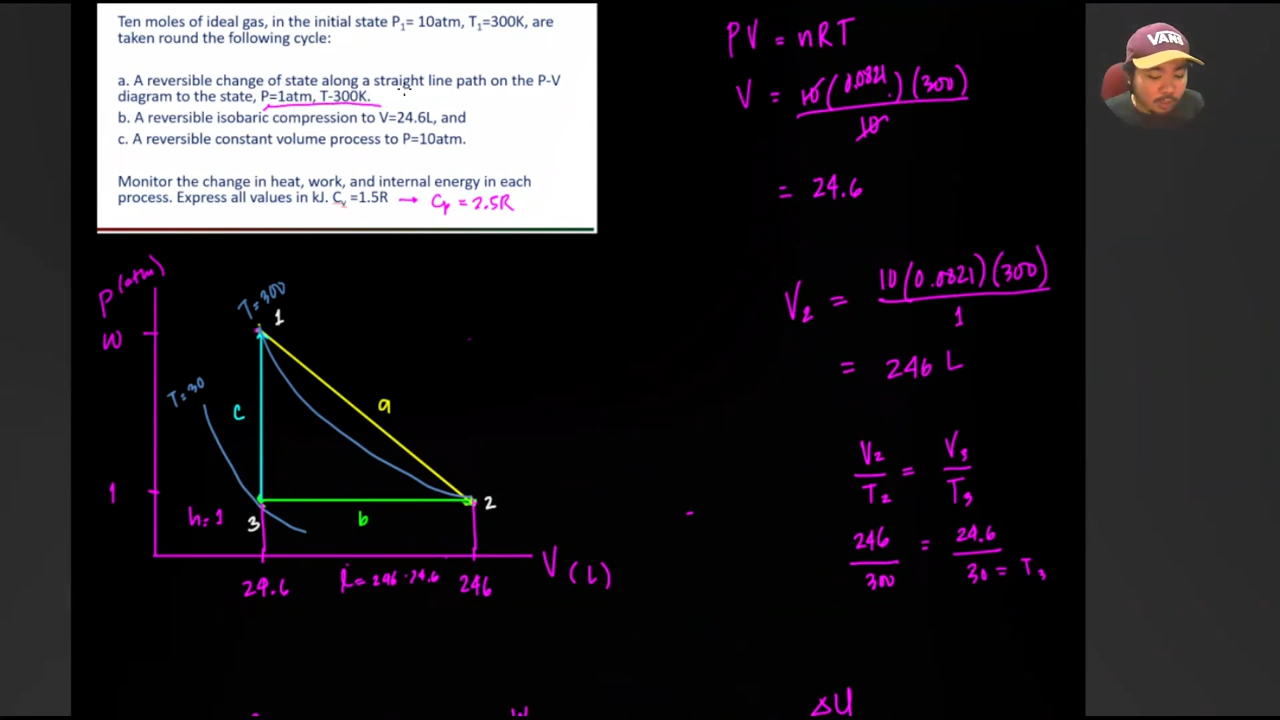 Ten moles of ideal gas, in the initial state P₁= 10atm, T₁=300K, are
taken round the following cycle:
a. A reversible change of state along a straight line path on the P-V
diagram to the state, P=1atm, T-300K.
b. A reversible isobaric compression to V=24.6L, and
c. A reversible constant volume process to P=10atm.
Monitor the change in heat, work, and internal energy in each
process. Express all values in kJ. Cᵥ =1.5R → Cₚ = 2.5R
PV = nRT
V = 10(0.0821)(300)
10
= 24.6
V₂ = 10(0.0821)(300)
1
= 246 L
V₂ = V₃
T₂ T₃
246 = 24.6
300 30 = T₃
P(atm)
T=300
1
10
T=30
c
a
1
h=1
3
b
2
24.6
L=246-24.6
246
V(L)
W
ΔU
VANS